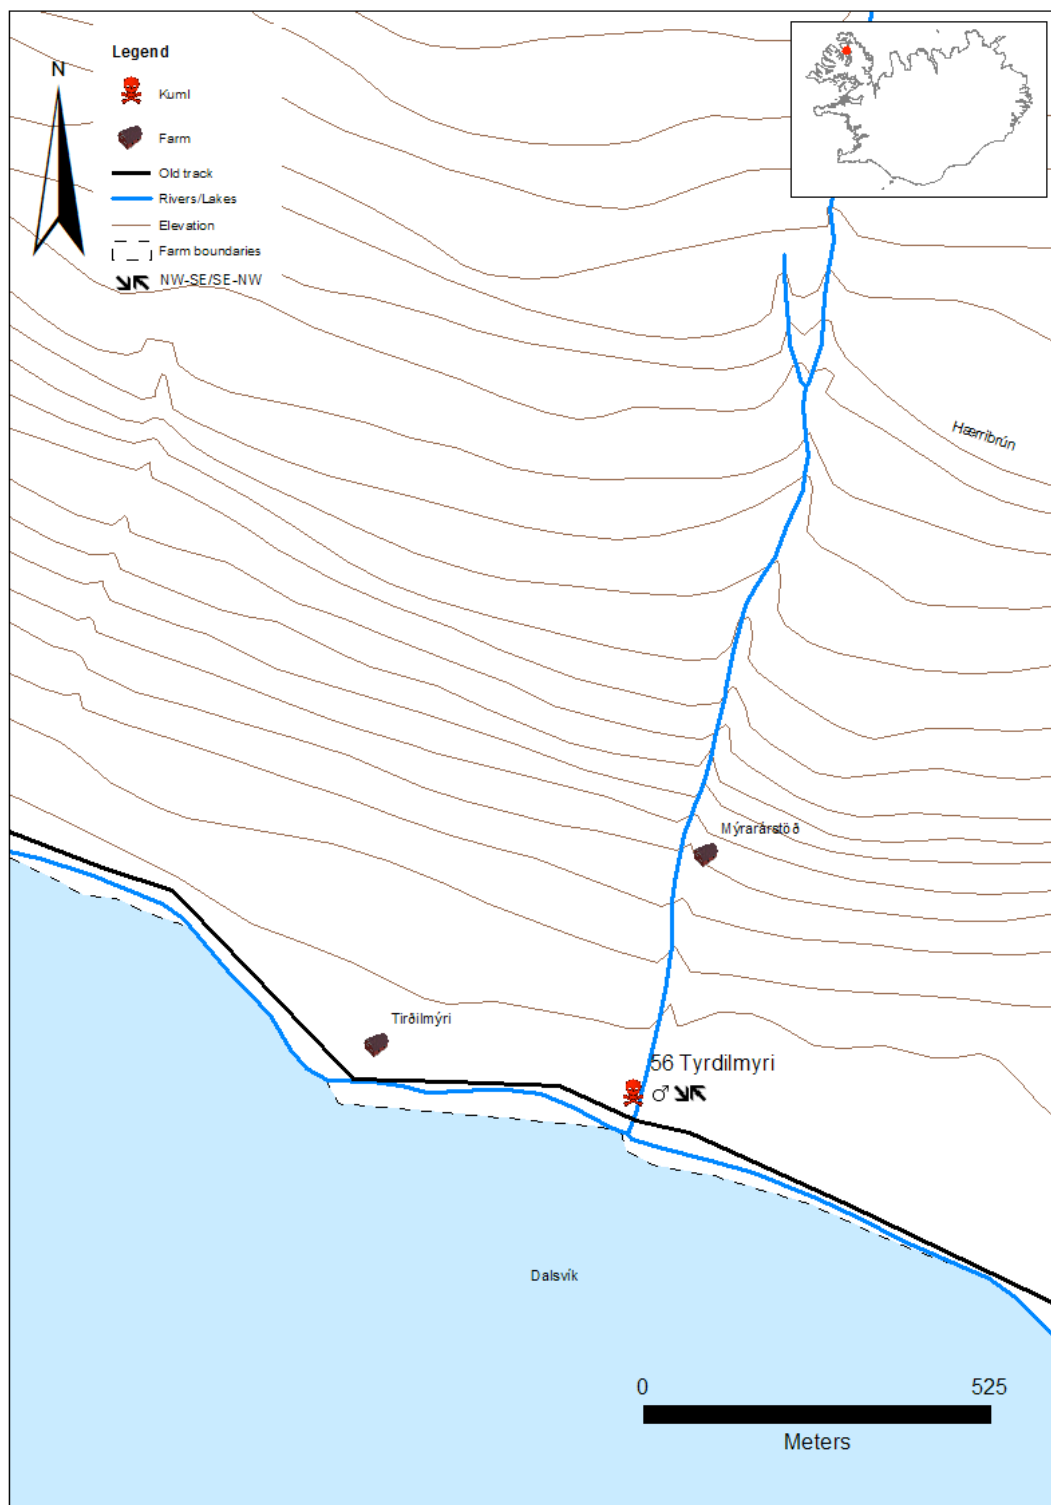 Legend
N
Kuml
Farm
Old track
Rivers/Lakes
Elevation
Farm boundaries
NW-SE/SE-NW
Hærribrún
Mýrarárstöð
Tirðilmýri
56 Tyrdilmyri
♂
Dalsvík
0 525
Meters